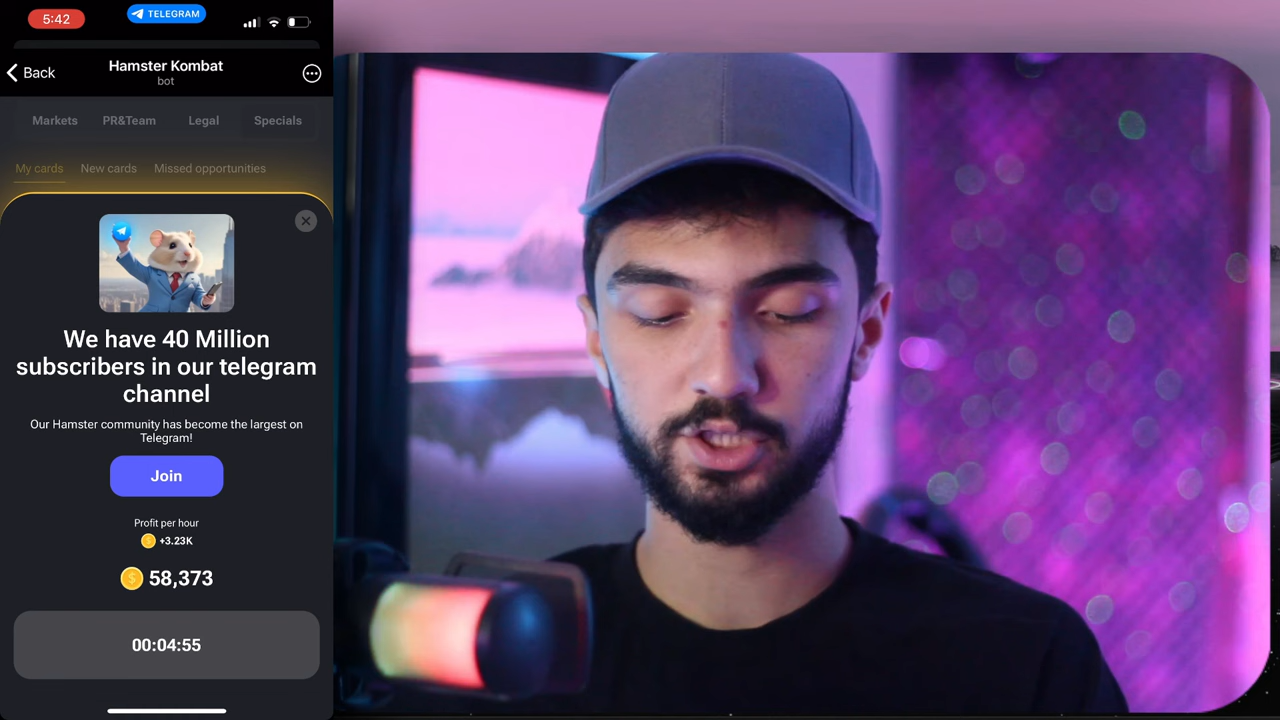 5:42
TELEGRAM
Back
Hamster Kombat
bot
Markets PR&Team Legal Specials
My cards New cards Missed opportunities
We have 40 Million
subscribers in our telegram
channel
Our Hamster community has become the largest on
Telegram!
Join
Profit per hour
+3.23K
58,373
00:04:55